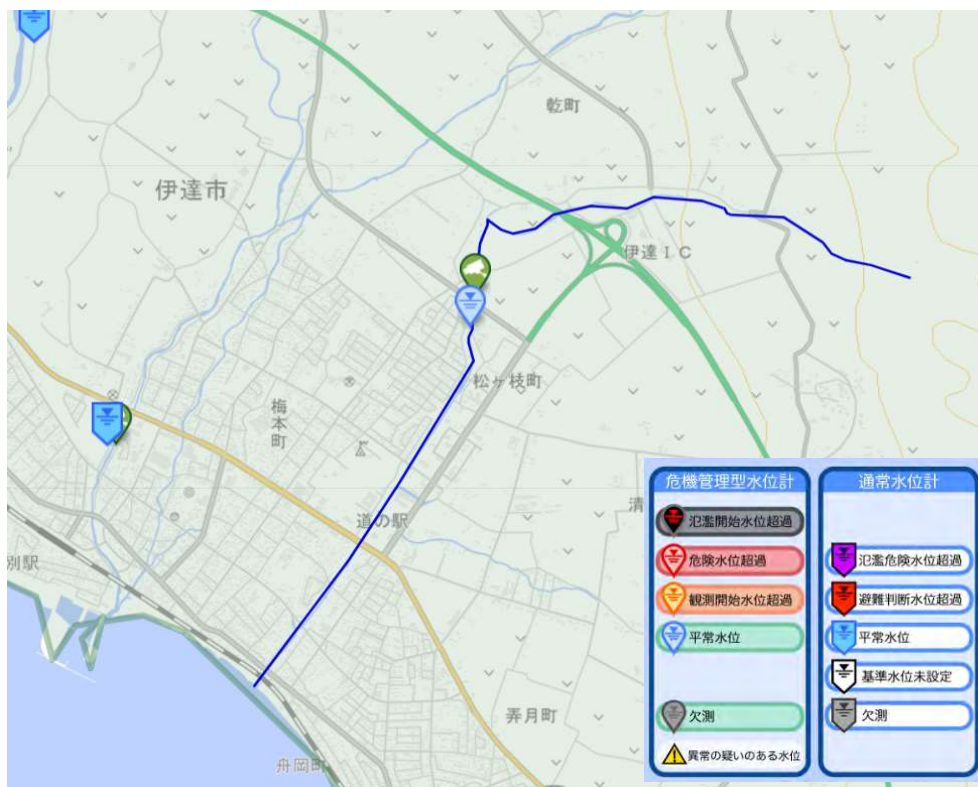 乾町
伊達市
伊達IC
松ヶ枝町
梅本町
道の駅
清
別駅
弄月町
舟岡町
危機管理型水位計
氾濫開始水位超過
危険水位超過
観測開始水位超過
平常水位
欠測
異常の疑いのある水位
通常水位計
氾濫危険水位超過
避難判断水位超過
平常水位
基準水位未設定
欠測